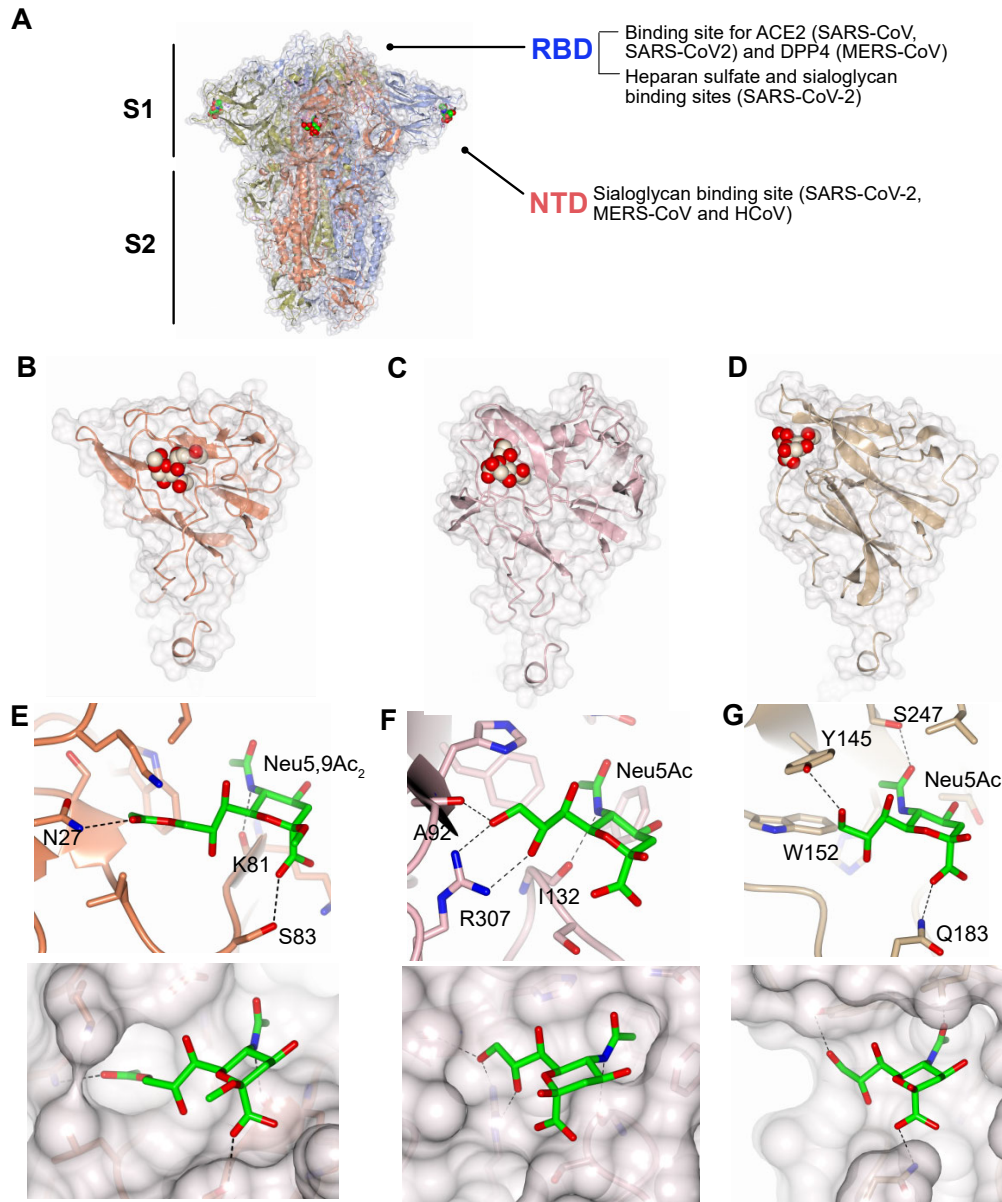 A
S1
S2
RBD
Binding site for ACE2 (SARS-CoV,
SARS-CoV2) and DPP4 (MERS-CoV)
Heparan sulfate and sialoglycan
binding sites (SARS-CoV-2)
NTD
Sialoglycan binding site (SARS-CoV-2,
MERS-CoV and HCoV)
B
C
D
E
Neu5,9Ac₂
N27
K81
S83
F
Neu5Ac
A92
I132
R307
G
S247
Y145
Neu5Ac
W152
Q183